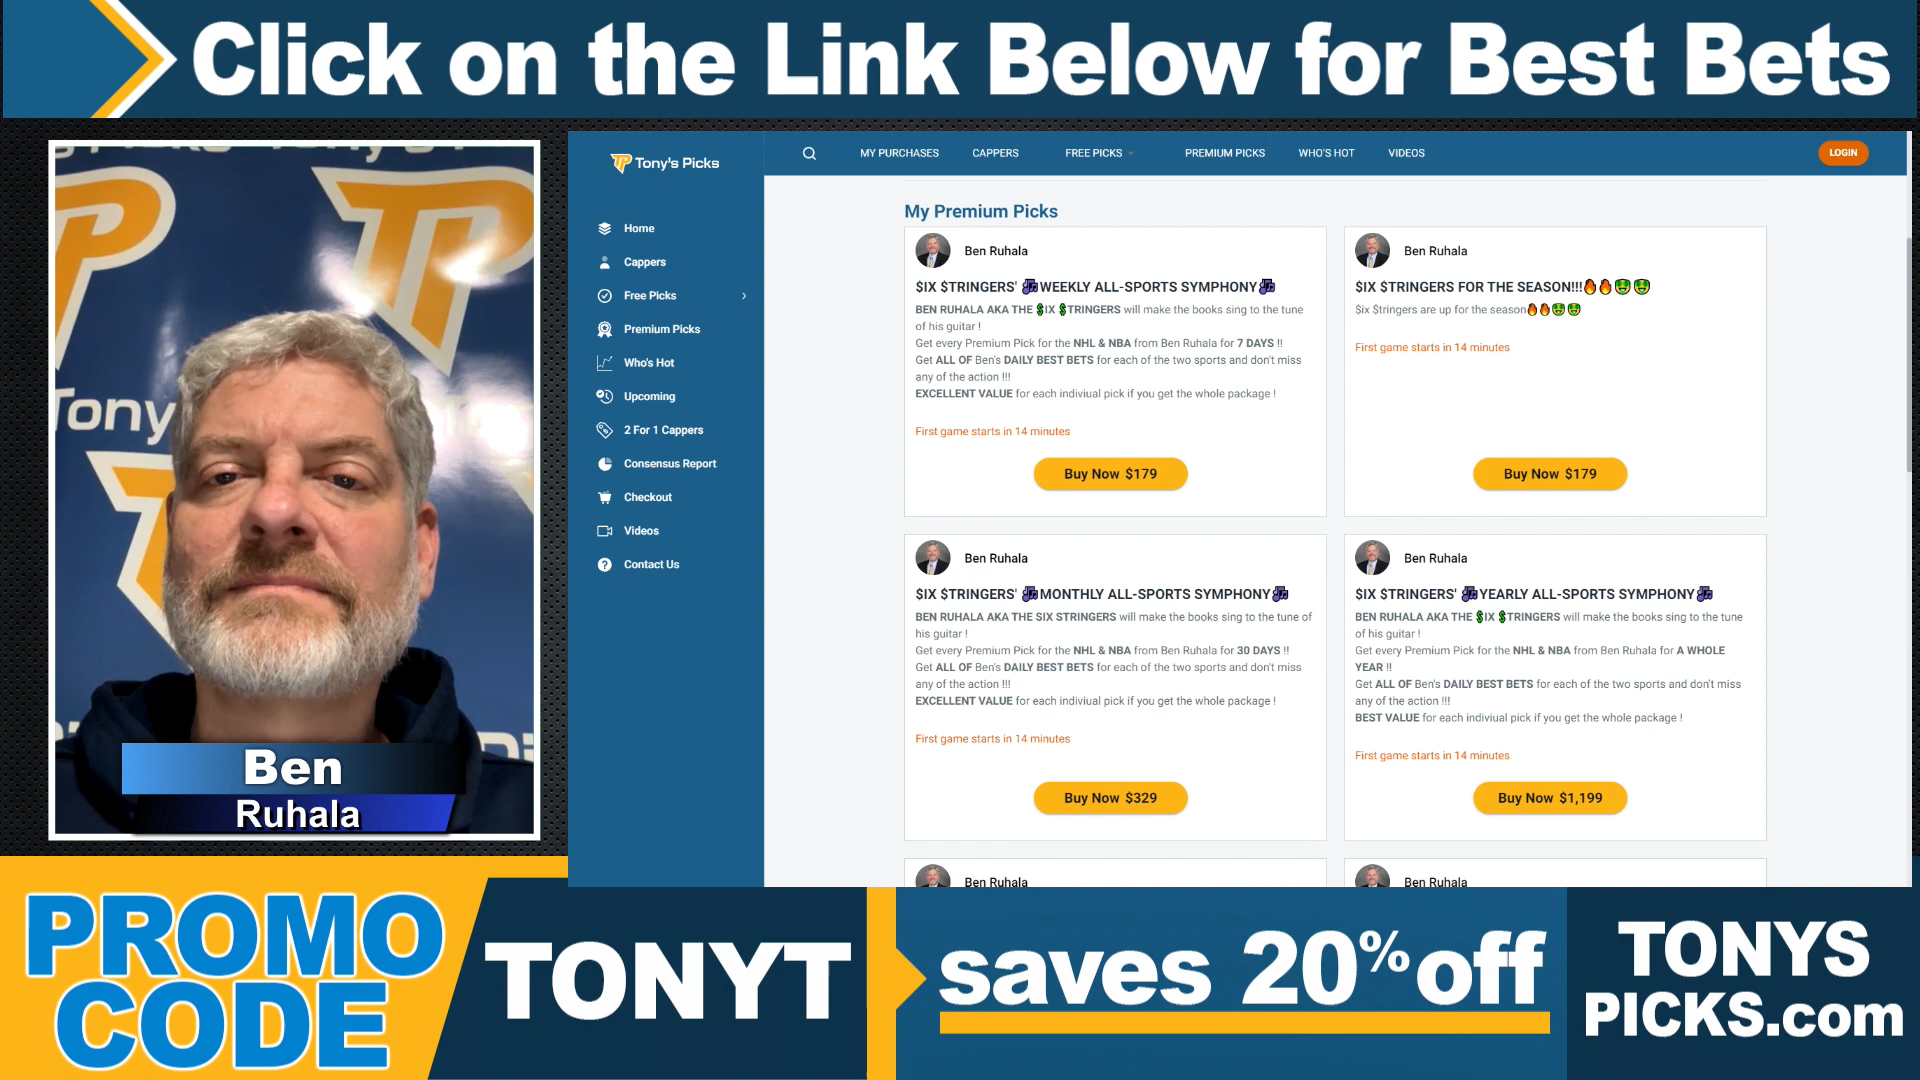 Click on the Link Below for Best Bets
Tony's Picks
MY PURCHASES
CAPPERS
FREE PICKS
PREMIUM PICKS
WHO'S HOT
VIDEOS
LOGIN
Home
Cappers
Free Picks
Premium Picks
Who's Hot
Upcoming
2 For 1 Cappers
Consensus Report
Checkout
Videos
Contact Us
My Premium Picks
Ben Ruhala
$IX $TRINGERS' 🎶WEEKLY ALL-SPORTS SYMPHONY🎶
BEN RUHALA AKA THE 💲IX 💲TRINGERS will make the books sing to the tune
of his guitar !
Get every Premium Pick for the NHL & NBA from Ben Ruhala for 7 DAYS !!
Get ALL OF Ben's DAILY BEST BETS for each of the two sports and don't miss
any of the action !!!
EXCELLENT VALUE for each indiviual pick if you get the whole package !
First game starts in 14 minutes
Buy Now $179
Ben Ruhala
$IX $TRINGERS FOR THE SEASON!!!🔥🔥🤑🤑
$ix $tringers are up for the season🔥🔥🤑🤑
First game starts in 14 minutes
Buy Now $179
Ben Ruhala
$IX $TRINGERS' 🎶MONTHLY ALL-SPORTS SYMPHONY🎶
BEN RUHALA AKA THE SIX STRINGERS will make the books sing to the tune of
his guitar !
Get every Premium Pick for the NHL & NBA from Ben Ruhala for 30 DAYS !!
Get ALL OF Ben's DAILY BEST BETS for each of the two sports and don't miss
any of the action !!!
EXCELLENT VALUE for each indiviual pick if you get the whole package !
First game starts in 14 minutes
Buy Now $329
Ben Ruhala
$IX $TRINGERS' 🎶YEARLY ALL-SPORTS SYMPHONY🎶
BEN RUHALA AKA THE 💲IX 💲TRINGERS will make the books sing to the tune
of his guitar !
Get every Premium Pick for the NHL & NBA from Ben Ruhala for A WHOLE
YEAR !!
Get ALL OF Ben's DAILY BEST BETS for each of the two sports and don't miss
any of the action !!!
BEST VALUE for each indiviual pick if you get the whole package !
First game starts in 14 minutes
Buy Now $1,199
Ben Ruhala
Ben Ruhala
TP
TP
Tony
Ben
Ruhala
PROMO
CODE
TONYT
saves 20% off
TONYS
PICKS.com